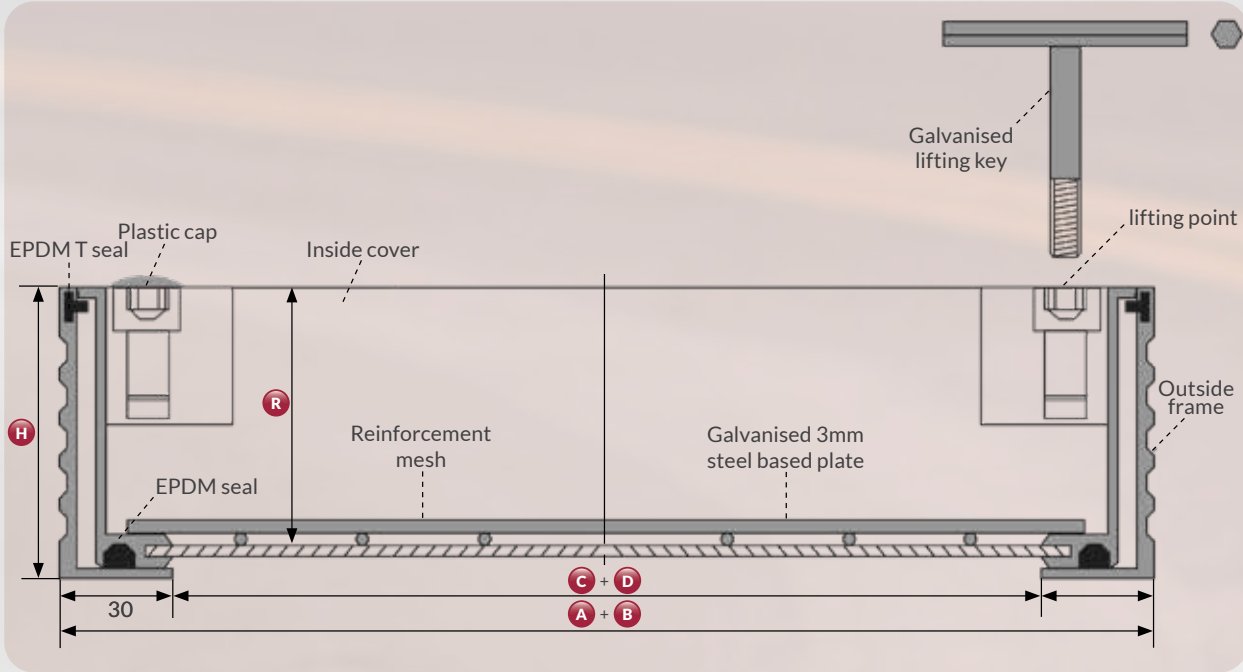 Galvanised
lifting key
lifting point
Plastic cap
EPDM T seal
Inside cover
Outside
frame
R
H
Reinforcement
mesh
Galvanised 3mm
steel based plate
EPDM seal
C + D
30
A + B